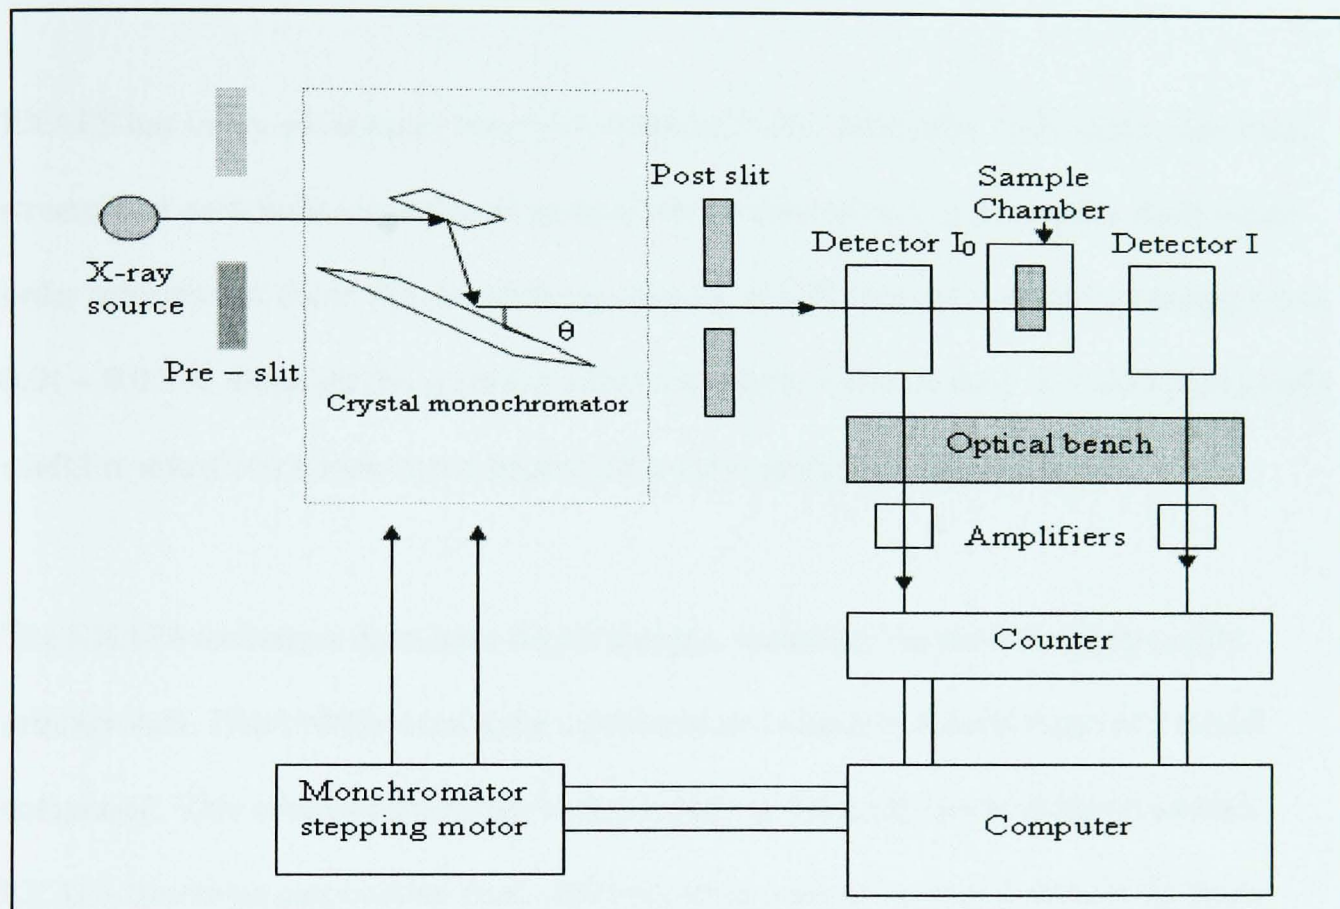 Post slit
Sample
Chamber
Detector I₀
Detector I
X-ray
source
Pre – slit
θ
Crystal monochromator
Optical bench
Amplifiers
Counter
Monchromator
stepping motor
Computer